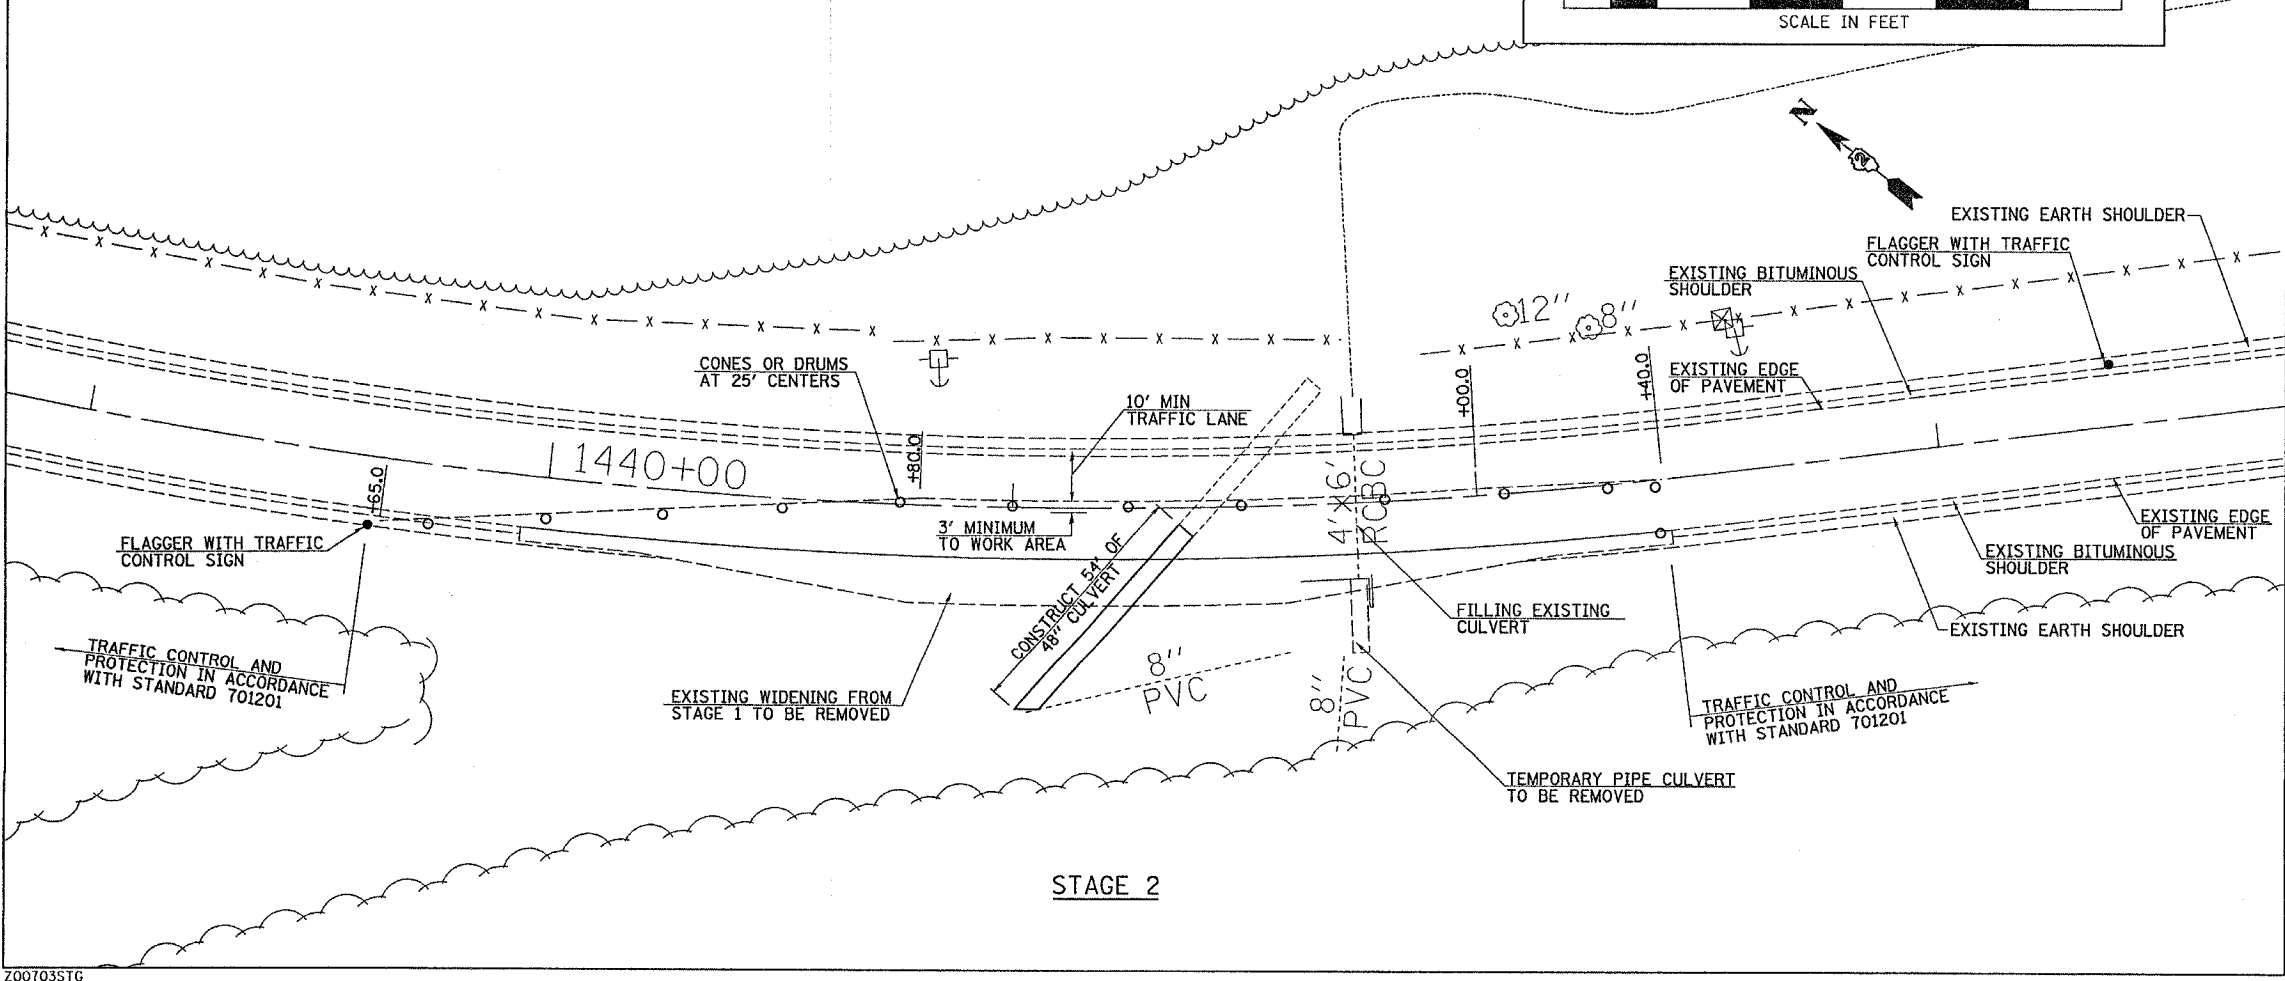 SCALE IN FEET
N
2
EXISTING EARTH SHOULDER
FLAGGER WITH TRAFFIC
CONTROL SIGN
EXISTING BITUMINOUS
SHOULDER
12''
8''
CONES OR DRUMS
AT 25' CENTERS
EXISTING EDGE
OF PAVEMENT
+00.0
+40.0
10' MIN
TRAFFIC LANE
+80.0
1440+00
+65.0
4'×6'
RCBC
3' MINIMUM
TO WORK AREA
FLAGGER WITH TRAFFIC
CONTROL SIGN
EXISTING EDGE
OF PAVEMENT
EXISTING BITUMINOUS
SHOULDER
CONSTRUCT 54' OF
48'' CULVERT
FILLING EXISTING
CULVERT
EXISTING EARTH SHOULDER
TRAFFIC CONTROL AND
PROTECTION IN ACCORDANCE
WITH STANDARD 701201
8''
PVC
8''
PVC
EXISTING WIDENING FROM
STAGE 1 TO BE REMOVED
TRAFFIC CONTROL AND
PROTECTION IN ACCORDANCE
WITH STANDARD 701201
TEMPORARY PIPE CULVERT
TO BE REMOVED
STAGE 2
Z00703STG